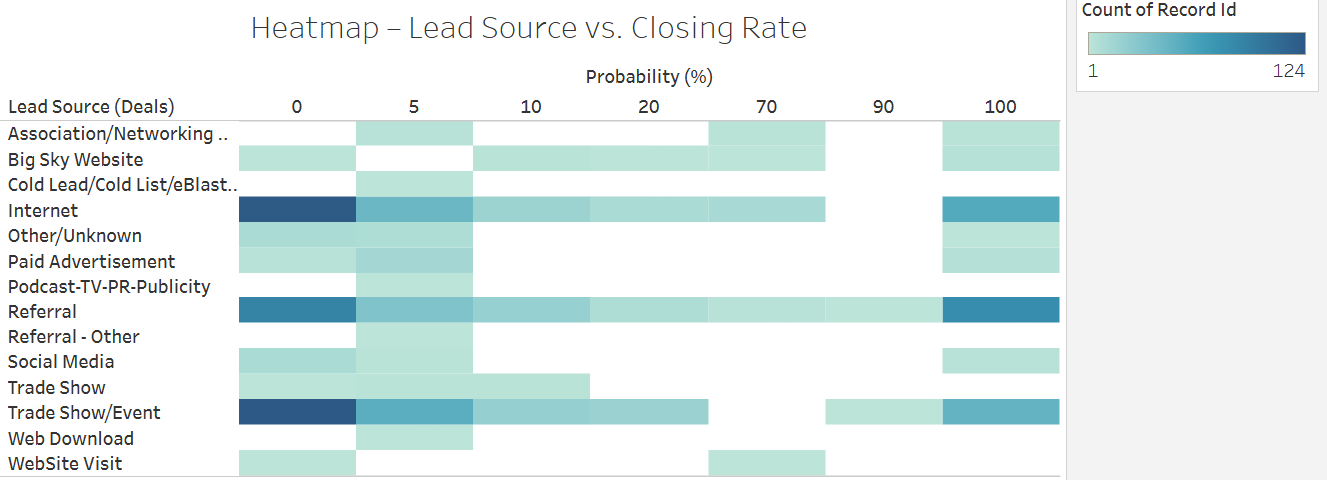 Heatmap – Lead Source vs. Closing Rate
Count of Record Id
1 124
Probability (%)
Lead Source (Deals) 0 5 10 20 70 90 100
Association/Networking ..
Big Sky Website
Cold Lead/Cold List/eBlast..
Internet
Other/Unknown
Paid Advertisement
Podcast-TV-PR-Publicity
Referral
Referral - Other
Social Media
Trade Show
Trade Show/Event
Web Download
WebSite Visit